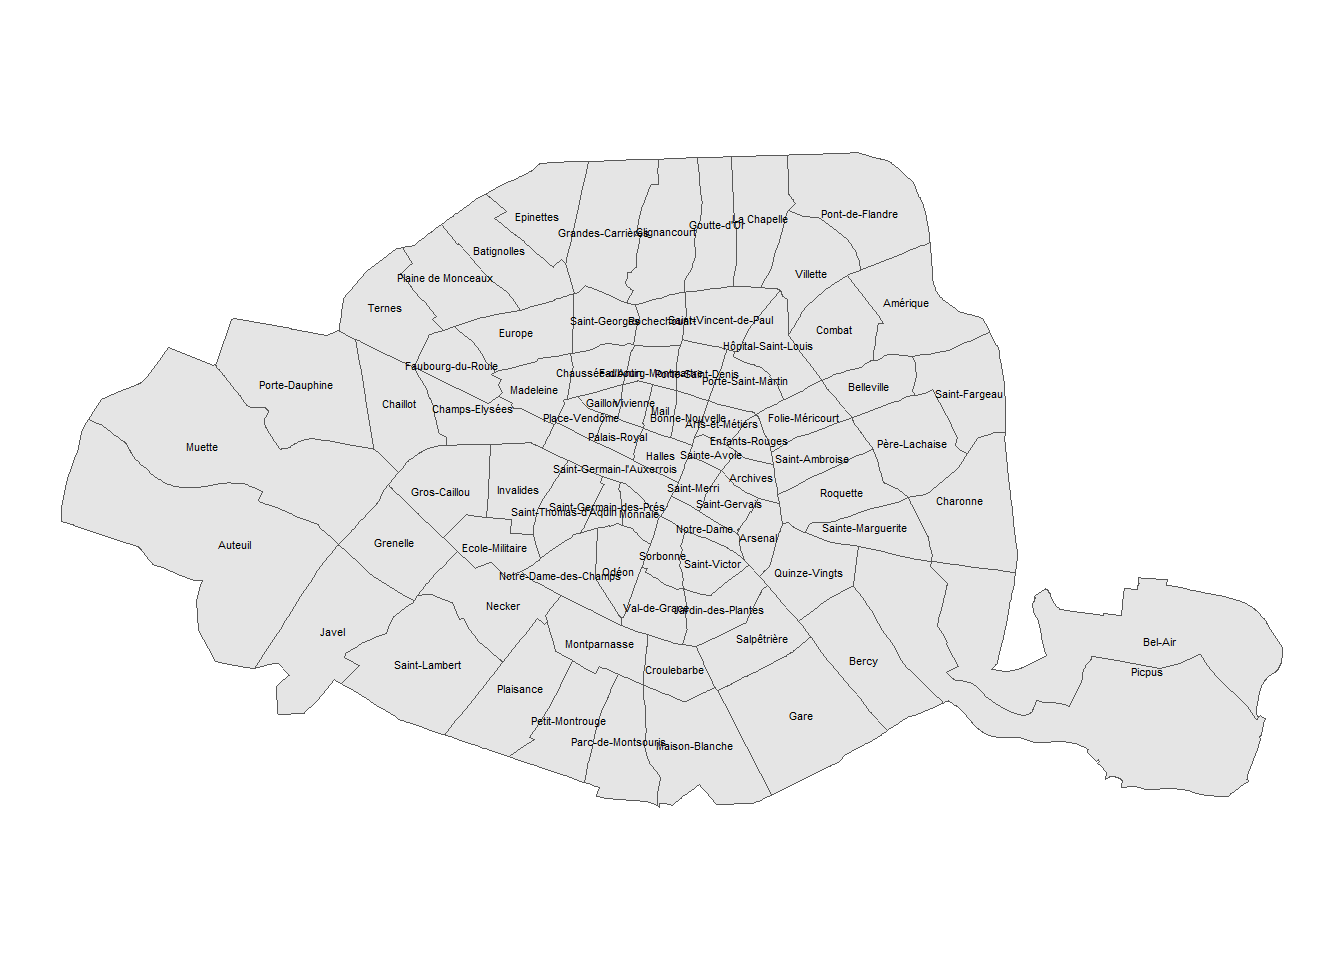 Pont-de-Flandre
Epinettes
La Chapelle
Goutte-d'Or
Grandes-Carrières
Clignancourt
Batignolles
Villette
Plaine de Monceaux
Amérique
Ternes
Saint-Georges
Rochechouart
Saint-Vincent-de-Paul
Combat
Europe
Hôpital-Saint-Louis
Faubourg-du-Roule
Chaussée-d'Antin
Faubourg-Montmartre
Porte-Saint-Denis
Porte-Saint-Martin
Porte-Dauphine
Belleville
Madeleine
Saint-Fargeau
Chaillot
Champs-Elysées
Gaillon
Vivienne
Mail
Place-Vendôme
Bonne-Nouvelle
Folie-Méricourt
Arts-et-Métiers
Palais-Royal
Enfants-Rouges
Père-Lachaise
Muette
Halles
Sainte-Avoie
Saint-Ambroise
Saint-Germain-l'Auxerrois
Archives
Gros-Caillou
Invalides
Saint-Merri
Roquette
Charonne
Saint-Germain-des-Prés
Saint-Gervais
Saint-Thomas-d'Aquin
Monnaie
Notre-Dame
Sainte-Marguerite
Arsenal
Auteuil
Grenelle
Ecole-Militaire
Sorbonne
Saint-Victor
Notre-Dame-des-Champs
Odéon
Quinze-Vingts
Necker
Val-de-Grace
Jardin-des-Plantes
Javel
Salpêtrière
Montparnasse
Bel-Air
Saint-Lambert
Croulebarbe
Bercy
Picpus
Plaisance
Gare
Petit-Montrouge
Parc-de-Montsouris
Maison-Blanche